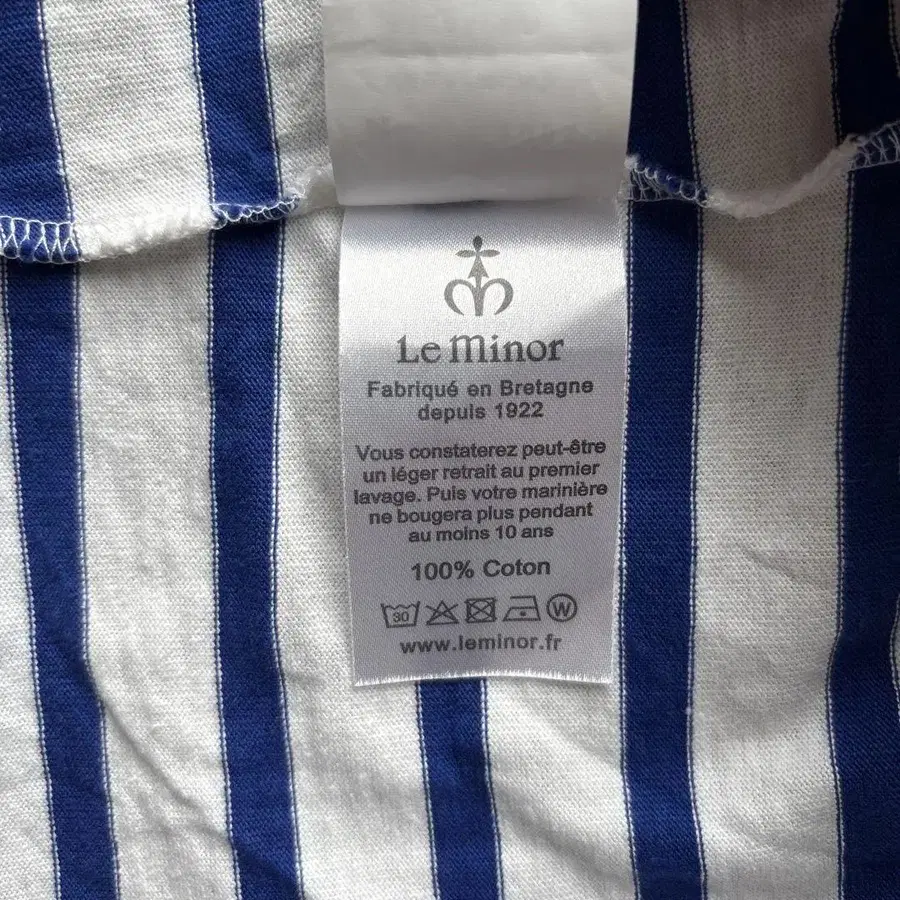 Le Minor
Fabriqué en Bretagne
depuis 1922
Vous constaterez peut-être
un léger retrait au premier
lavage. Puis votre marinière
ne bougera plus pendant
au moins 10 ans
100% Coton
30 W
www.leminor.fr